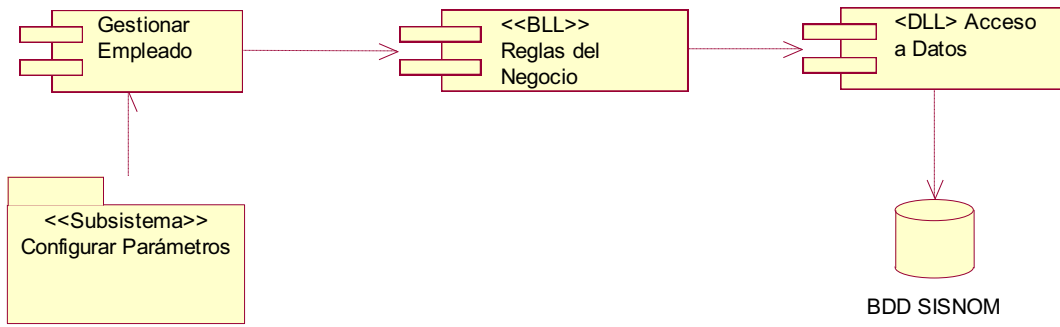 Gestionar
Empleado
<<BLL>>
Reglas del
Negocio
<DLL> Acceso
a Datos
<<Subsistema>>
Configurar Parámetros
BDD SISNOM